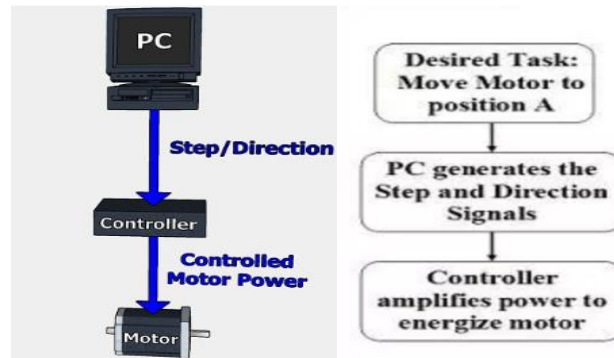 PC
Step/Direction
Controller
Controlled
Motor Power
Motor
Desired Task:
Move Motor to
position A
PC generates the
Step and Direction
Signals
Controller
amplifies power to
energize motor